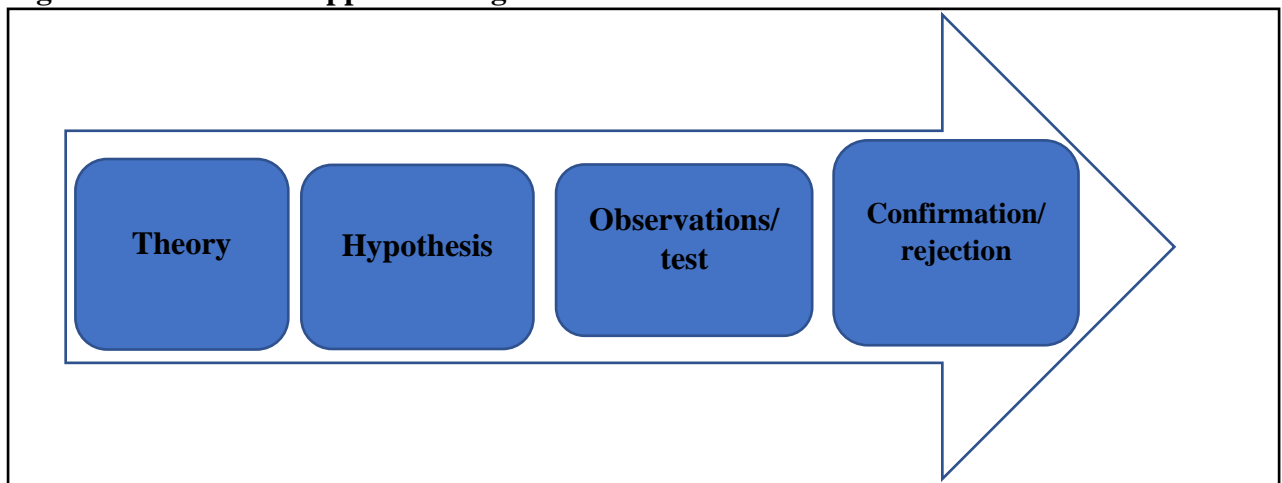 Theory
Hypothesis
Observations/
test
Confirmation/
rejection